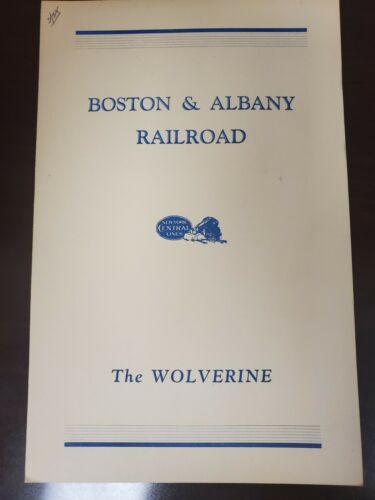 BOSTON & ALBANY
RAILROAD
NEW YORK
CENTRAL
LINES
The WOLVERINE